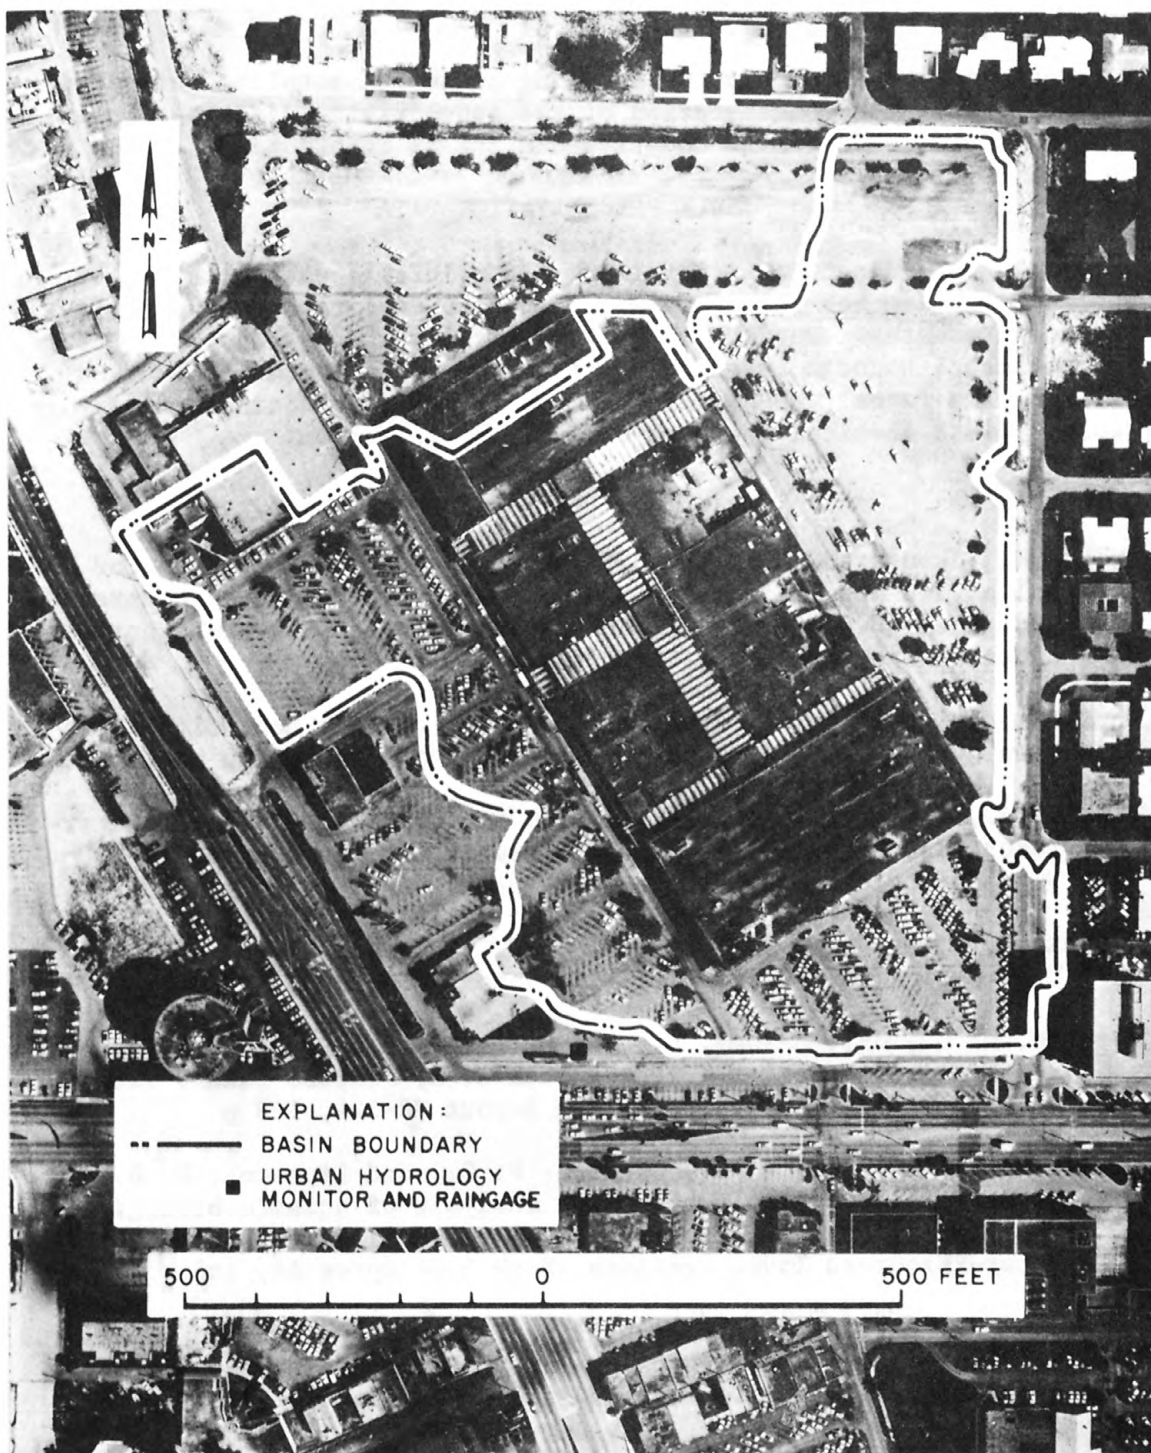 -N-
EXPLANATION:
BASIN BOUNDARY
URBAN HYDROLOGY
MONITOR AND RAINGAGE
500 0 500 FEET